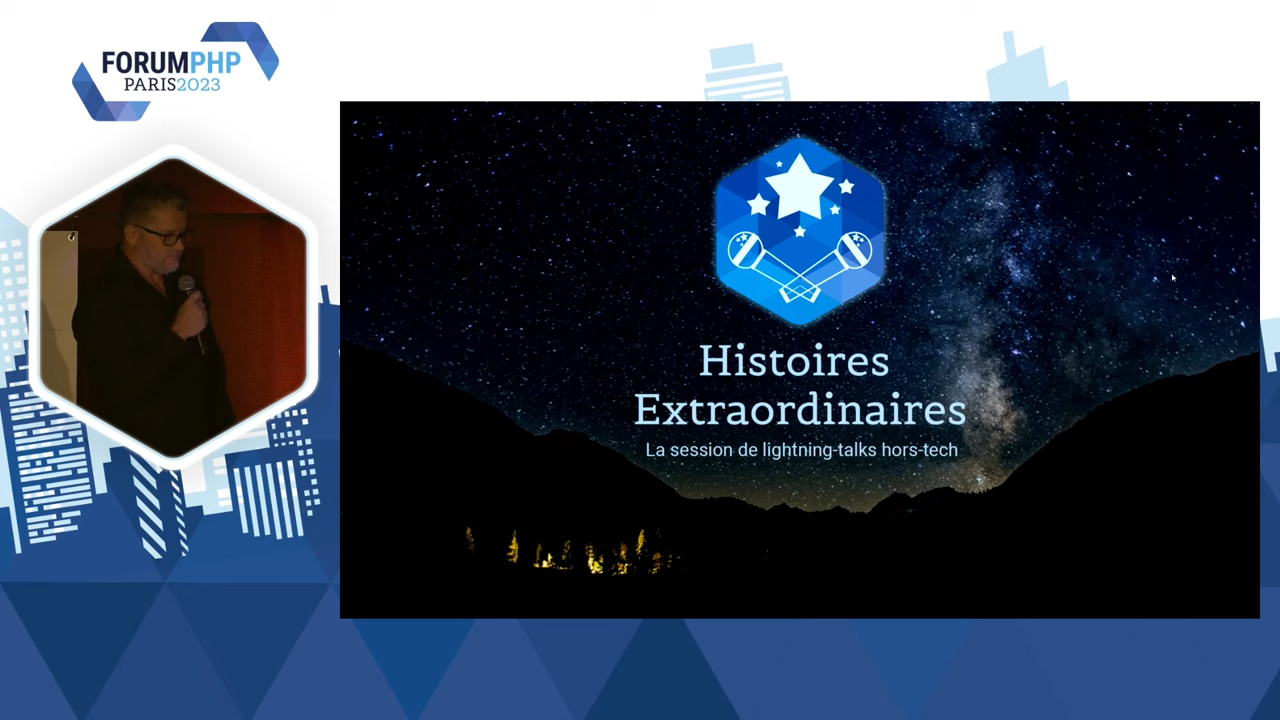 FORUMPHP
PARIS2023
Histoires
Extraordinaires
La session de lightning-talks hors-tech